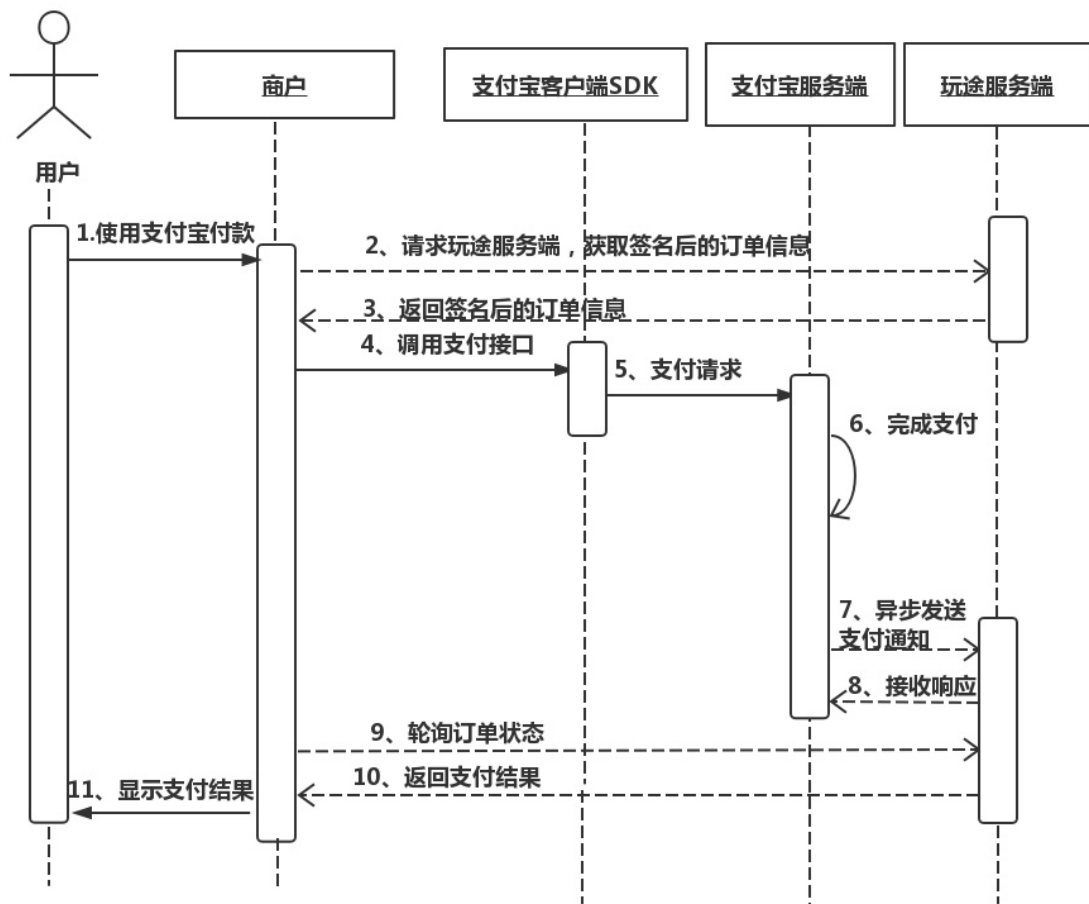 商户
支付宝客户端SDK
支付宝服务端
玩途服务端
用户
1.使用支付宝付款
2、请求玩途服务端，获取签名后的订单信息
3、返回签名后的订单信息
4、调用支付接口
5、支付请求
6、完成支付
7、异步发送
支付通知
8、接收响应
9、轮询订单状态
10、返回支付结果
11、显示支付结果